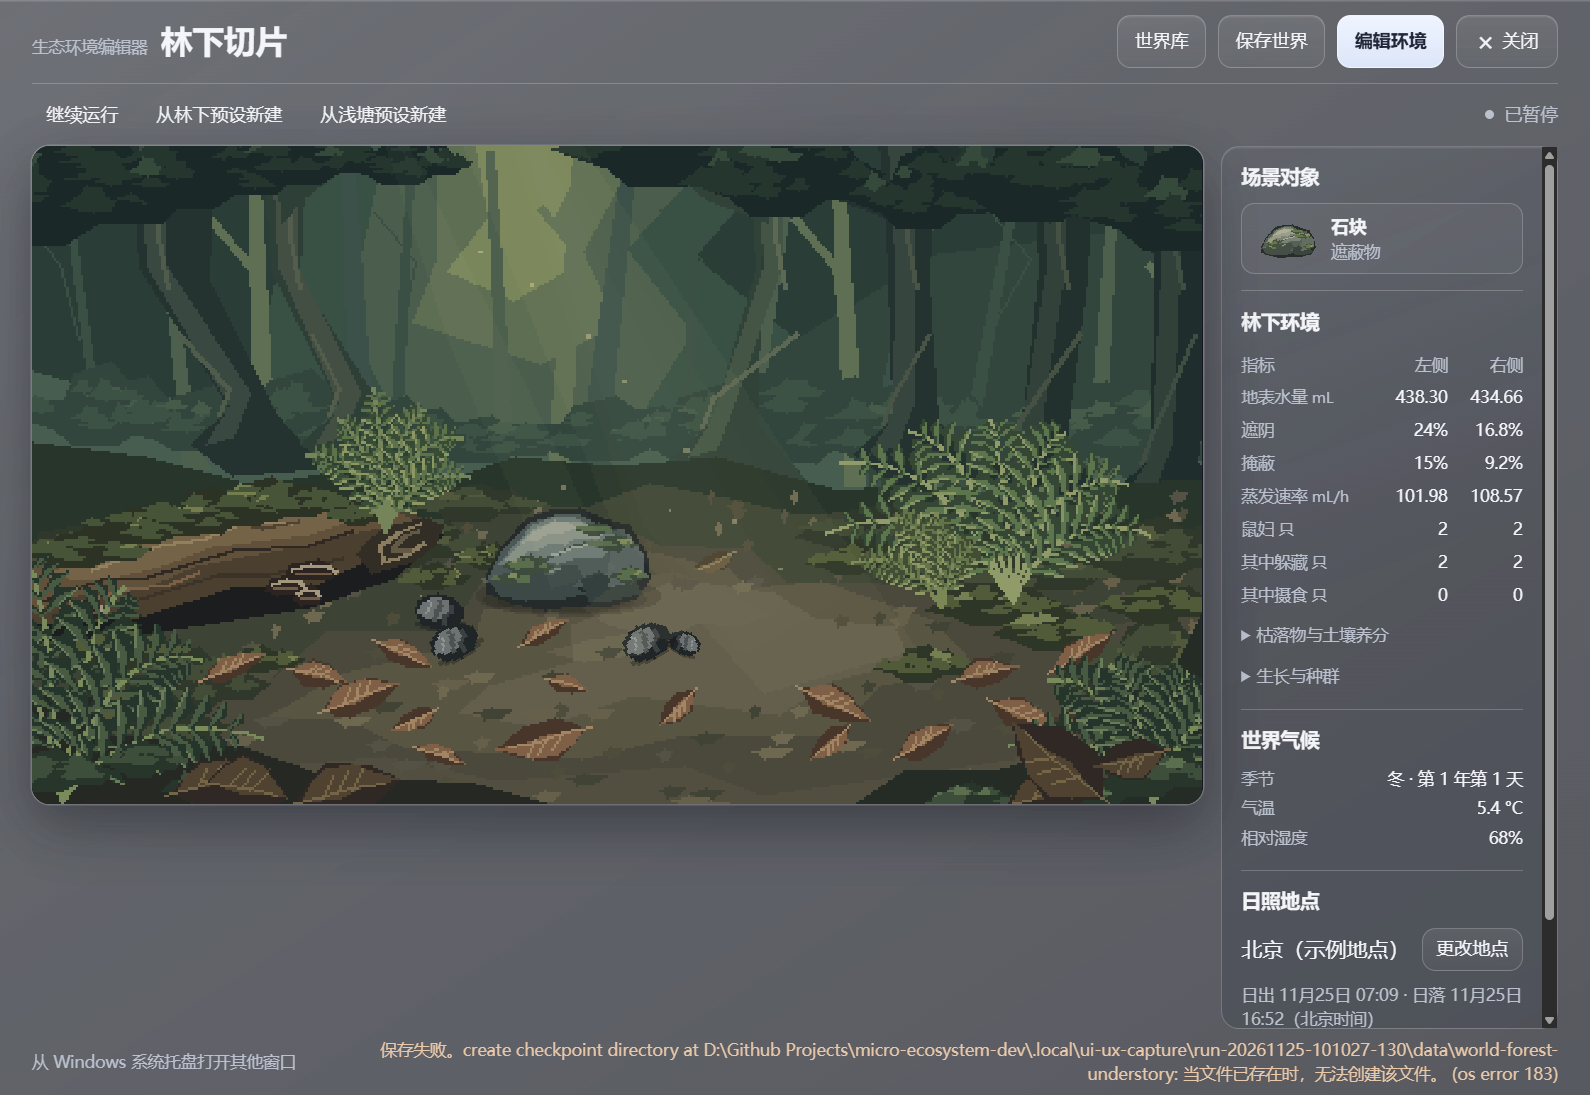 生态环境编辑器 林下切片
世界库 保存世界 编辑环境 × 关闭
继续运行 从林下预设新建 从浅塘预设新建
已暂停
场景对象
石块
遮蔽物
林下环境
指标 左侧 右侧
地表水量 mL 438.30 434.66
遮阴 24% 16.8%
掩蔽 15% 9.2%
蒸发速率 mL/h 101.98 108.57
鼠妇 只 2 2
其中躲藏 只 2 2
其中摄食 只 0 0
枯落物与土壤养分
生长与种群
世界气候
季节 冬 · 第 1 年第 1 天
气温 5.4 °C
相对湿度 68%
日照地点
北京（示例地点） 更改地点
日出 11月25日 07:09 · 日落 11月25日
16:52（北京时间）
从 Windows 系统托盘打开其他窗口
保存失败。create checkpoint directory at D:\Github Projects\micro-ecosystem-dev\.local\ui-ux-capture\run-20261125-101027-130\data\world-forest-
understory: 当文件已存在时，无法创建该文件。 (os error 183)